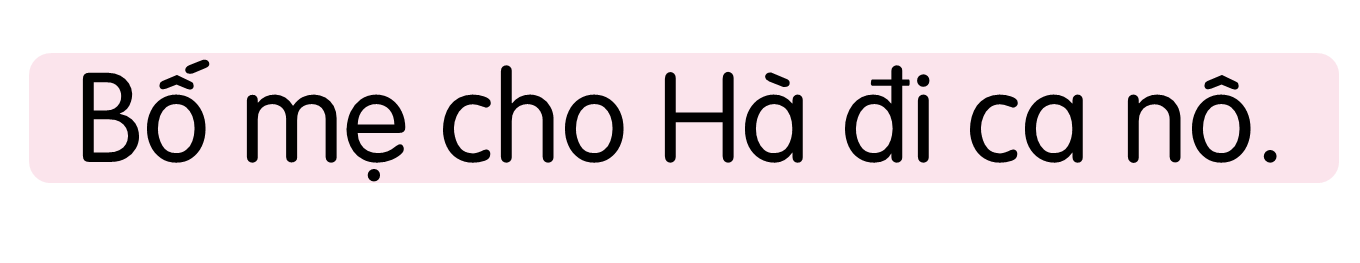 Bố mẹ cho Hà đi ca nô.